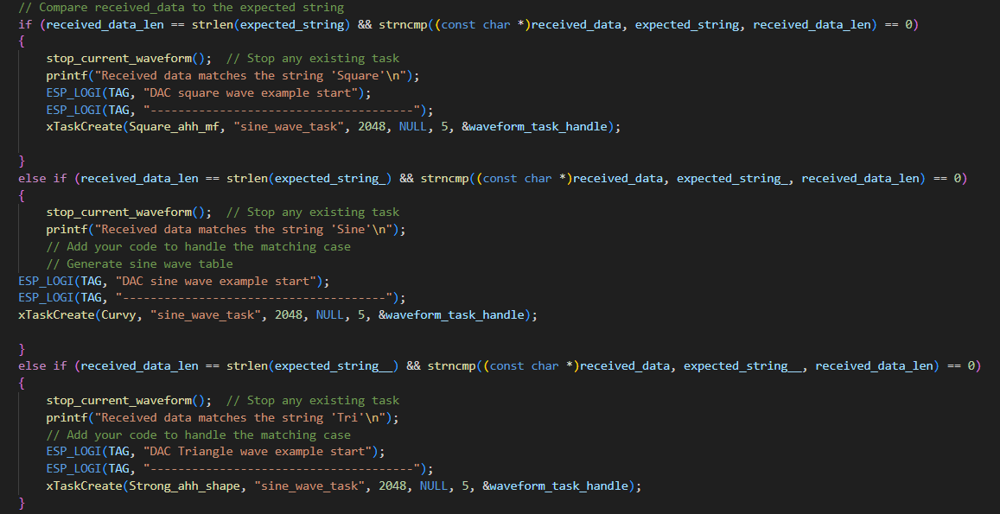 // Compare received_data to the expected string
if (received_data_len == strlen(expected_string) && strncmp((const char *)received_data, expected_string, received_data_len) == 0)
{
    stop_current_waveform();  // Stop any existing task
    printf("Received data matches the string 'Square'\n");
    ESP_LOGI(TAG, "DAC square wave example start");
    ESP_LOGI(TAG, "--------------------------------------");
    xTaskCreate(Square_ahh_mf, "sine_wave_task", 2048, NULL, 5, &waveform_task_handle);
}
else if (received_data_len == strlen(expected_string_) && strncmp((const char *)received_data, expected_string_, received_data_len) == 0)
{
    stop_current_waveform();  // Stop any existing task
    printf("Received data matches the string 'Sine'\n");
    // Add your code to handle the matching case
    // Generate sine wave table
ESP_LOGI(TAG, "DAC sine wave example start");
ESP_LOGI(TAG, "--------------------------------------");
xTaskCreate(Curvy, "sine_wave_task", 2048, NULL, 5, &waveform_task_handle);
}
else if (received_data_len == strlen(expected_string__) && strncmp((const char *)received_data, expected_string__, received_data_len) == 0)
{
    stop_current_waveform();  // Stop any existing task
    printf("Received data matches the string 'Tri'\n");
    // Add your code to handle the matching case
    ESP_LOGI(TAG, "DAC Triangle wave example start");
    ESP_LOGI(TAG, "--------------------------------------");
    xTaskCreate(Strong_ahh_shape, "sine_wave_task", 2048, NULL, 5, &waveform_task_handle);
}